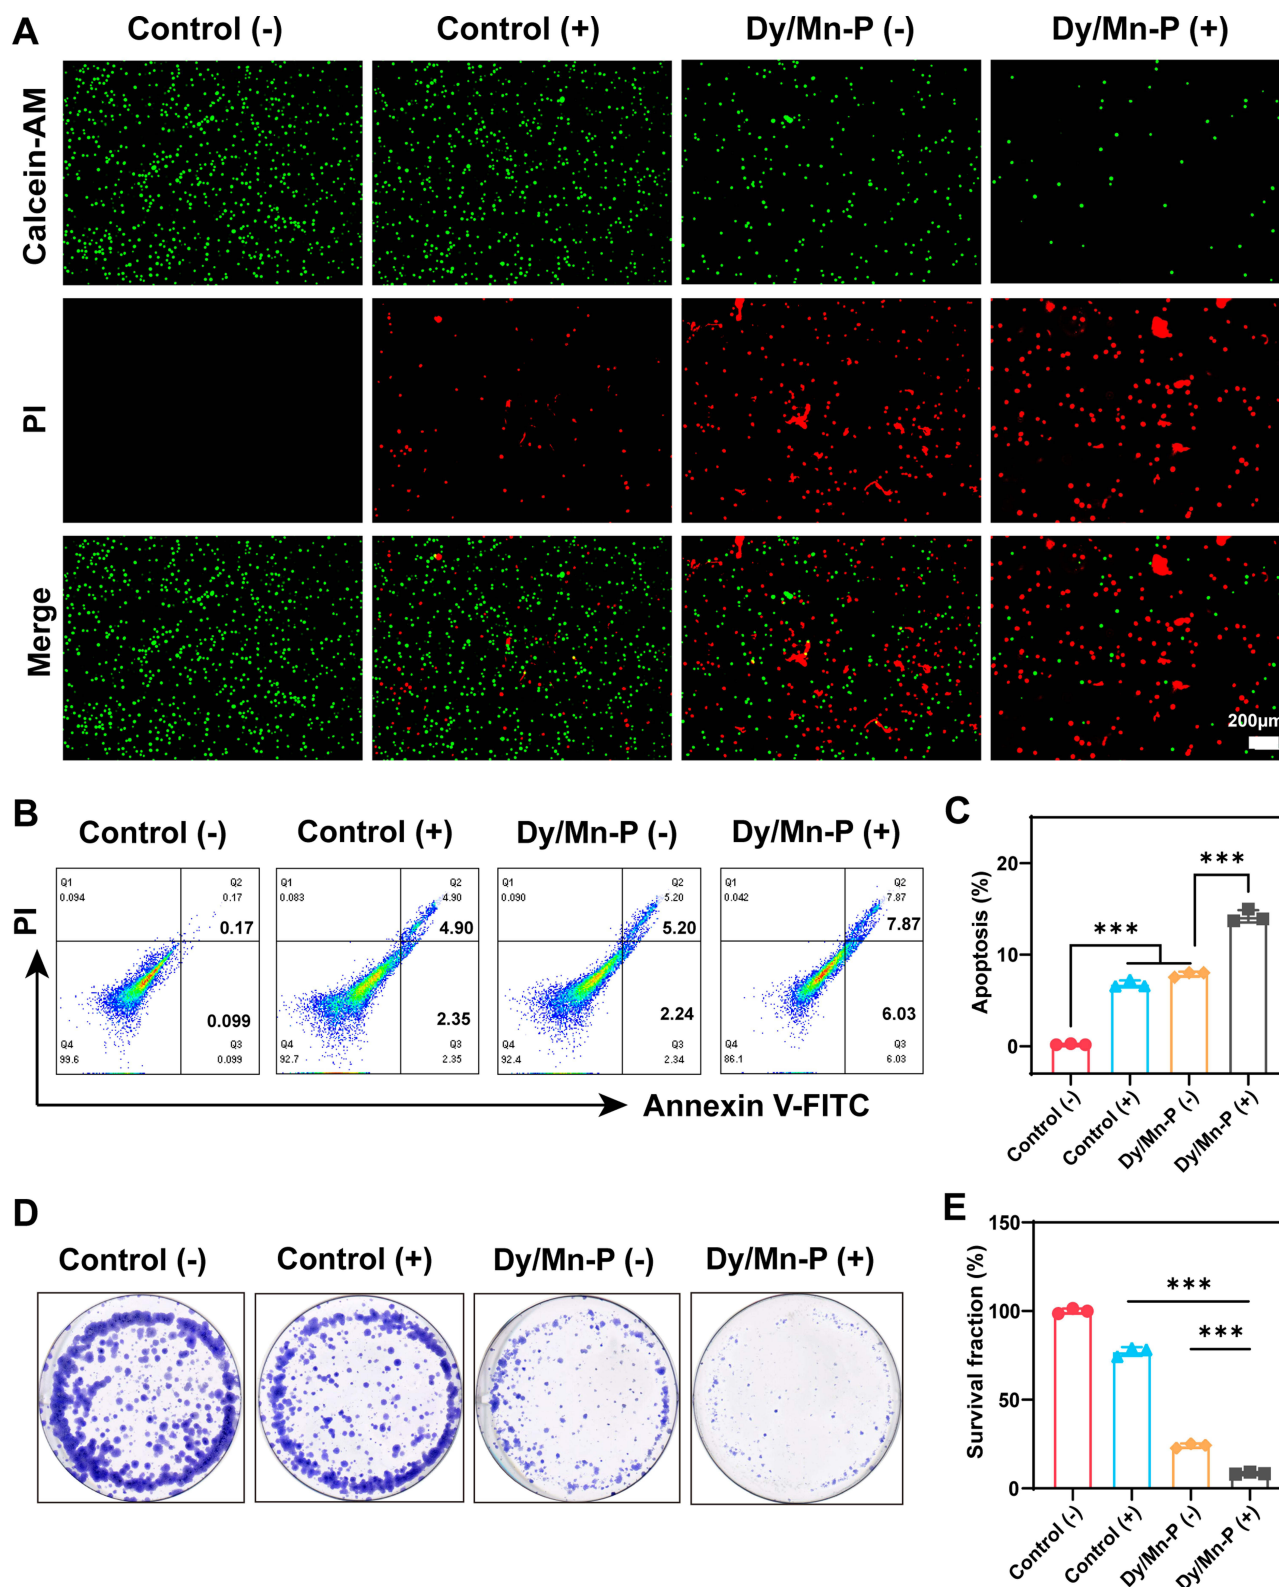 A
Control (-)
Control (+)
Dy/Mn-P (-)
Dy/Mn-P (+)
Calcein-AM
PI
Merge
200μm
B
Control (-)
Control (+)
Dy/Mn-P (-)
Dy/Mn-P (+)
PI
Q1
0.094
Q2
0.17
0.17
0.099
Q4
99.6
Q3
0.099
Q1
0.083
Q2
4.90
4.90
2.35
Q4
92.7
Q3
2.35
Q1
0.090
Q2
5.20
5.20
2.24
Q4
92.4
Q3
2.34
Q1
0.042
Q2
7.87
7.87
6.03
Q4
86.1
Q3
6.03
Annexin V-FITC
C
Apoptosis (%)
20
10
0
***
***
Control (-)
Control (+)
Dy/Mn-P (-)
Dy/Mn-P (+)
D
Control (-)
Control (+)
Dy/Mn-P (-)
Dy/Mn-P (+)
E
Survival fraction (%)
150
100
50
0
***
***
Control (-)
Control (+)
Dy/Mn-P (-)
Dy/Mn-P (+)